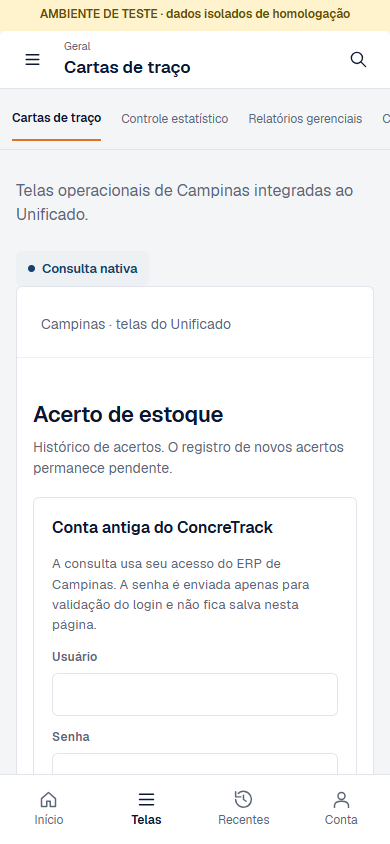 AMBIENTE DE TESTE · dados isolados de homologação
Geral
Cartas de traço
Cartas de traço
Controle estatístico
Relatórios gerenciais
Telas operacionais de Campinas integradas ao
Unificado.
Consulta nativa
Campinas · telas do Unificado
Acerto de estoque
Histórico de acertos. O registro de novos acertos
permanece pendente.
Conta antiga do ConcreTrack
A consulta usa seu acesso do ERP de
Campinas. A senha é enviada apenas para
validação do login e não fica salva nesta
página.
Usuário
Senha
Início
Telas
Recentes
Conta